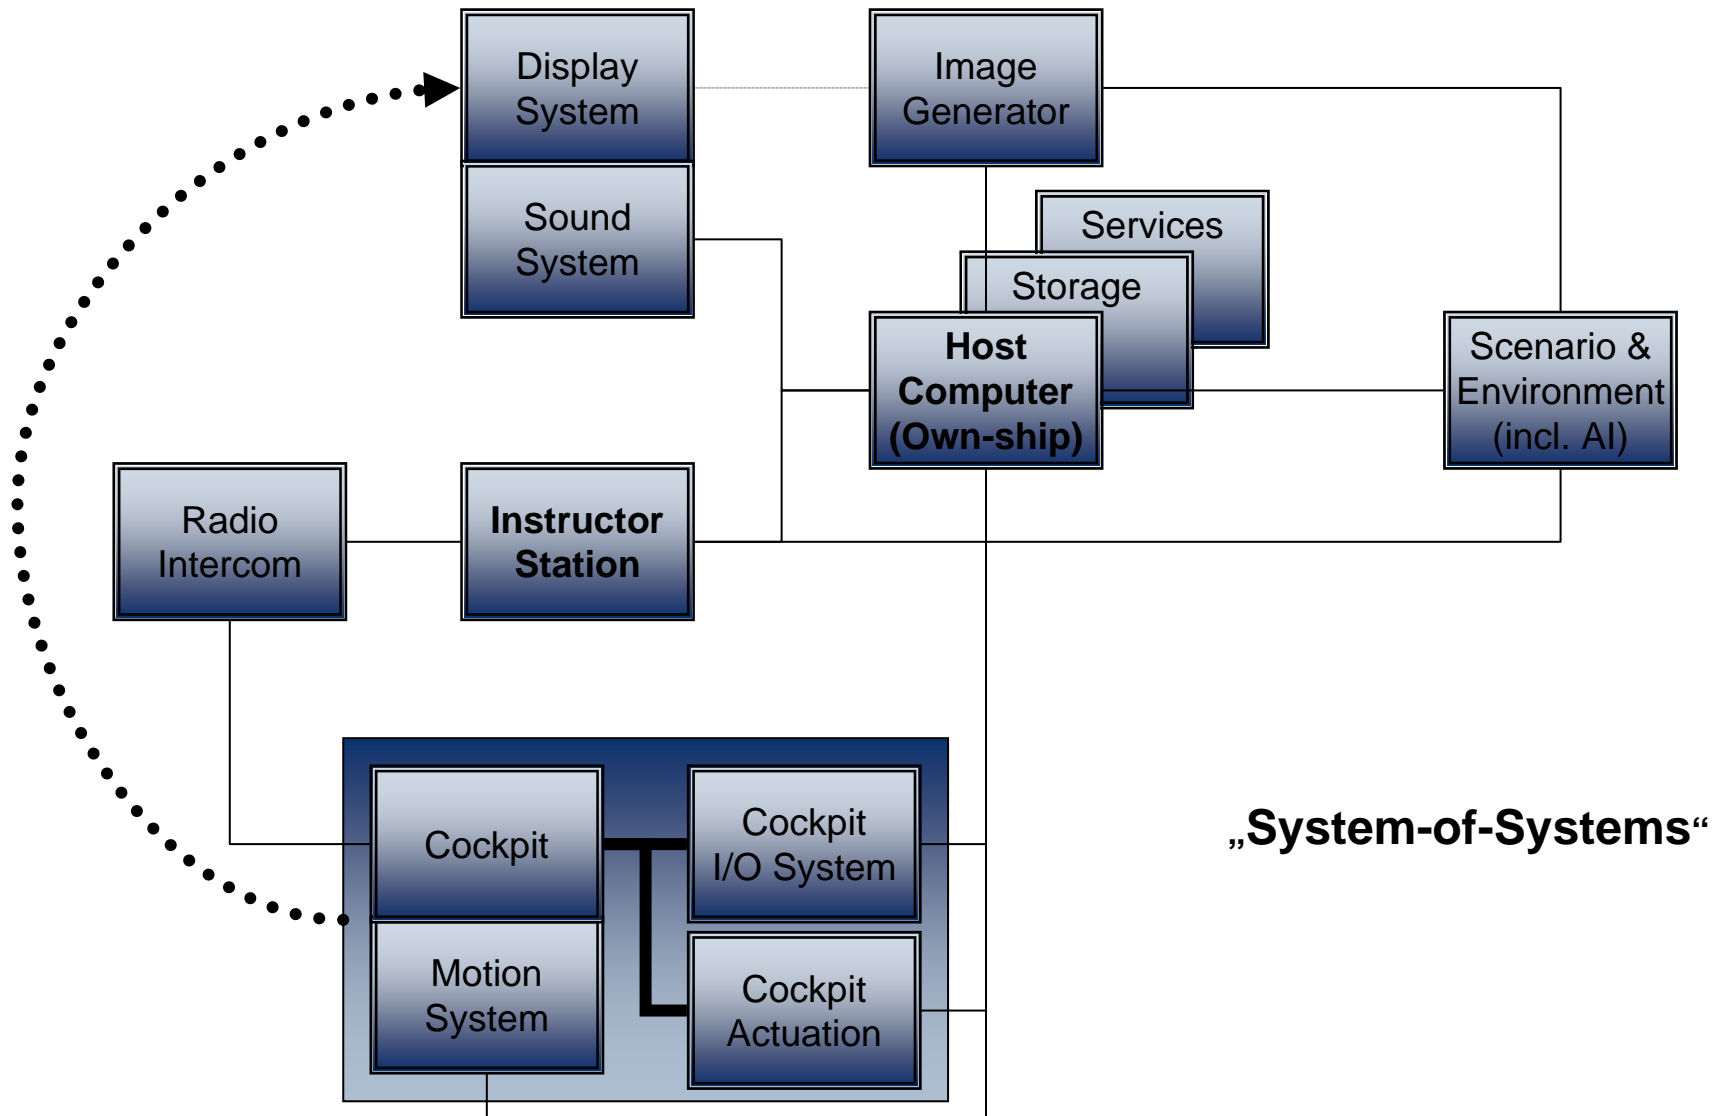 Display
System
Image
Generator
Sound
System
Services
Storage
Host
Computer
(Own-ship)
Scenario &
Environment
(incl. AI)
Radio
Intercom
Instructor
Station
Cockpit
Cockpit
I/O System
„System-of-Systems“
Motion
System
Cockpit
Actuation